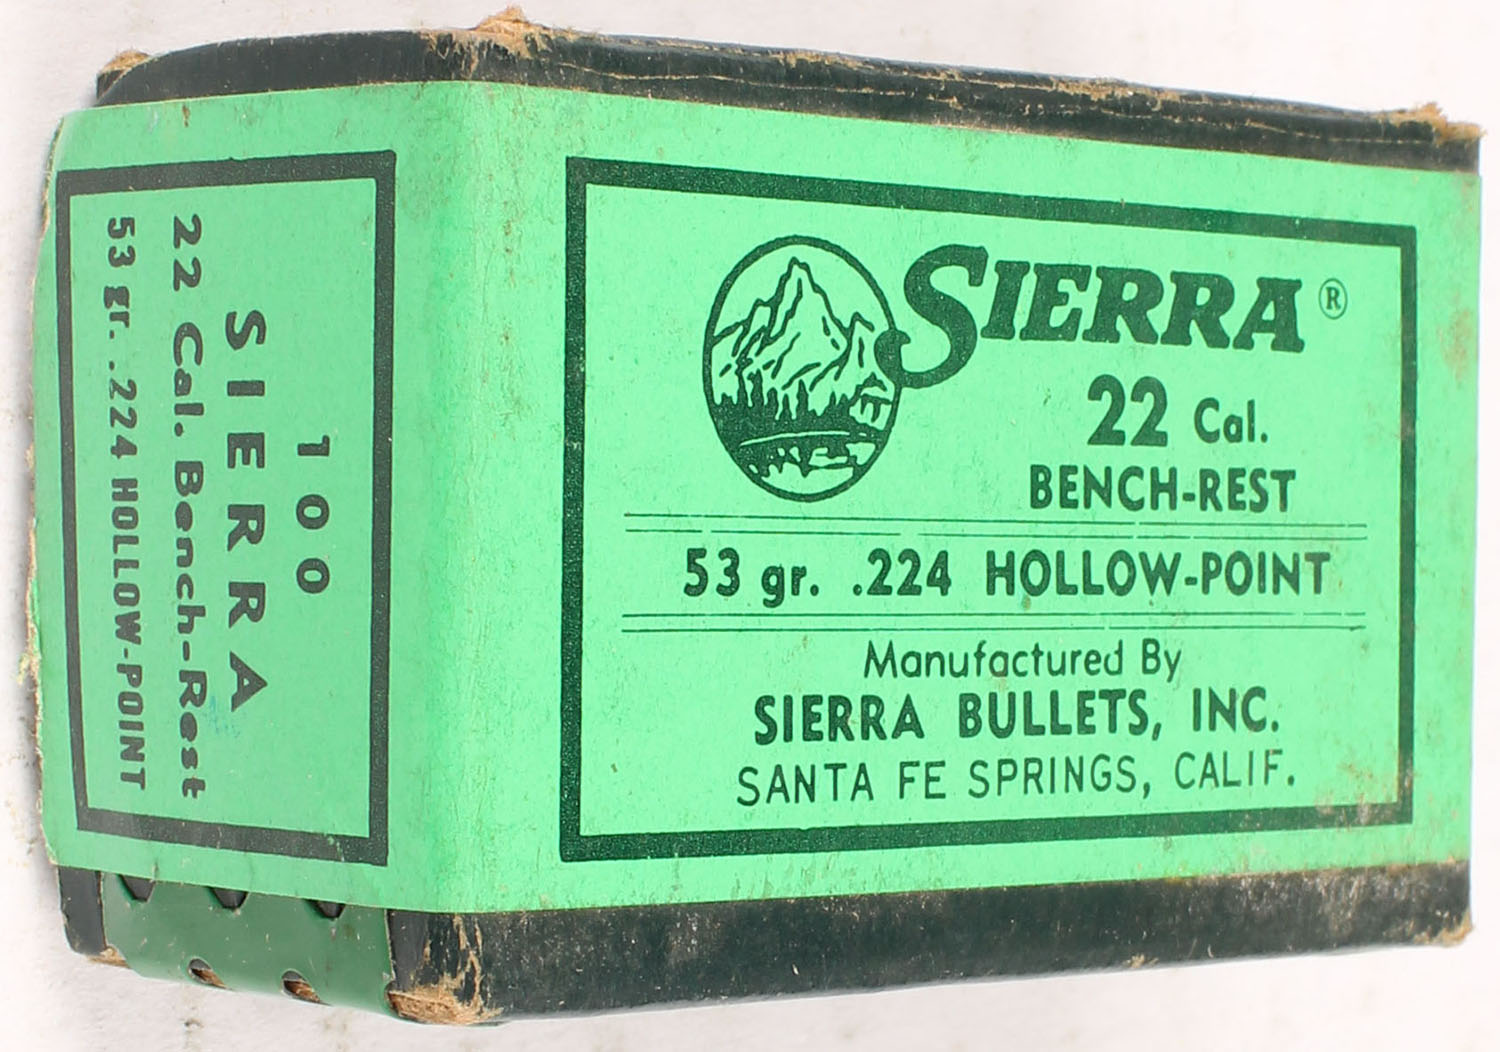 SIERRA ®
22 Cal.
BENCH-REST
53 gr. .224 HOLLOW-POINT
Manufactured By
SIERRA BULLETS, INC.
SANTA FE SPRINGS, CALIF.
100
SIERRA
22 Cal. Bench-Rest
53 gr. .224 HOLLOW-POINT